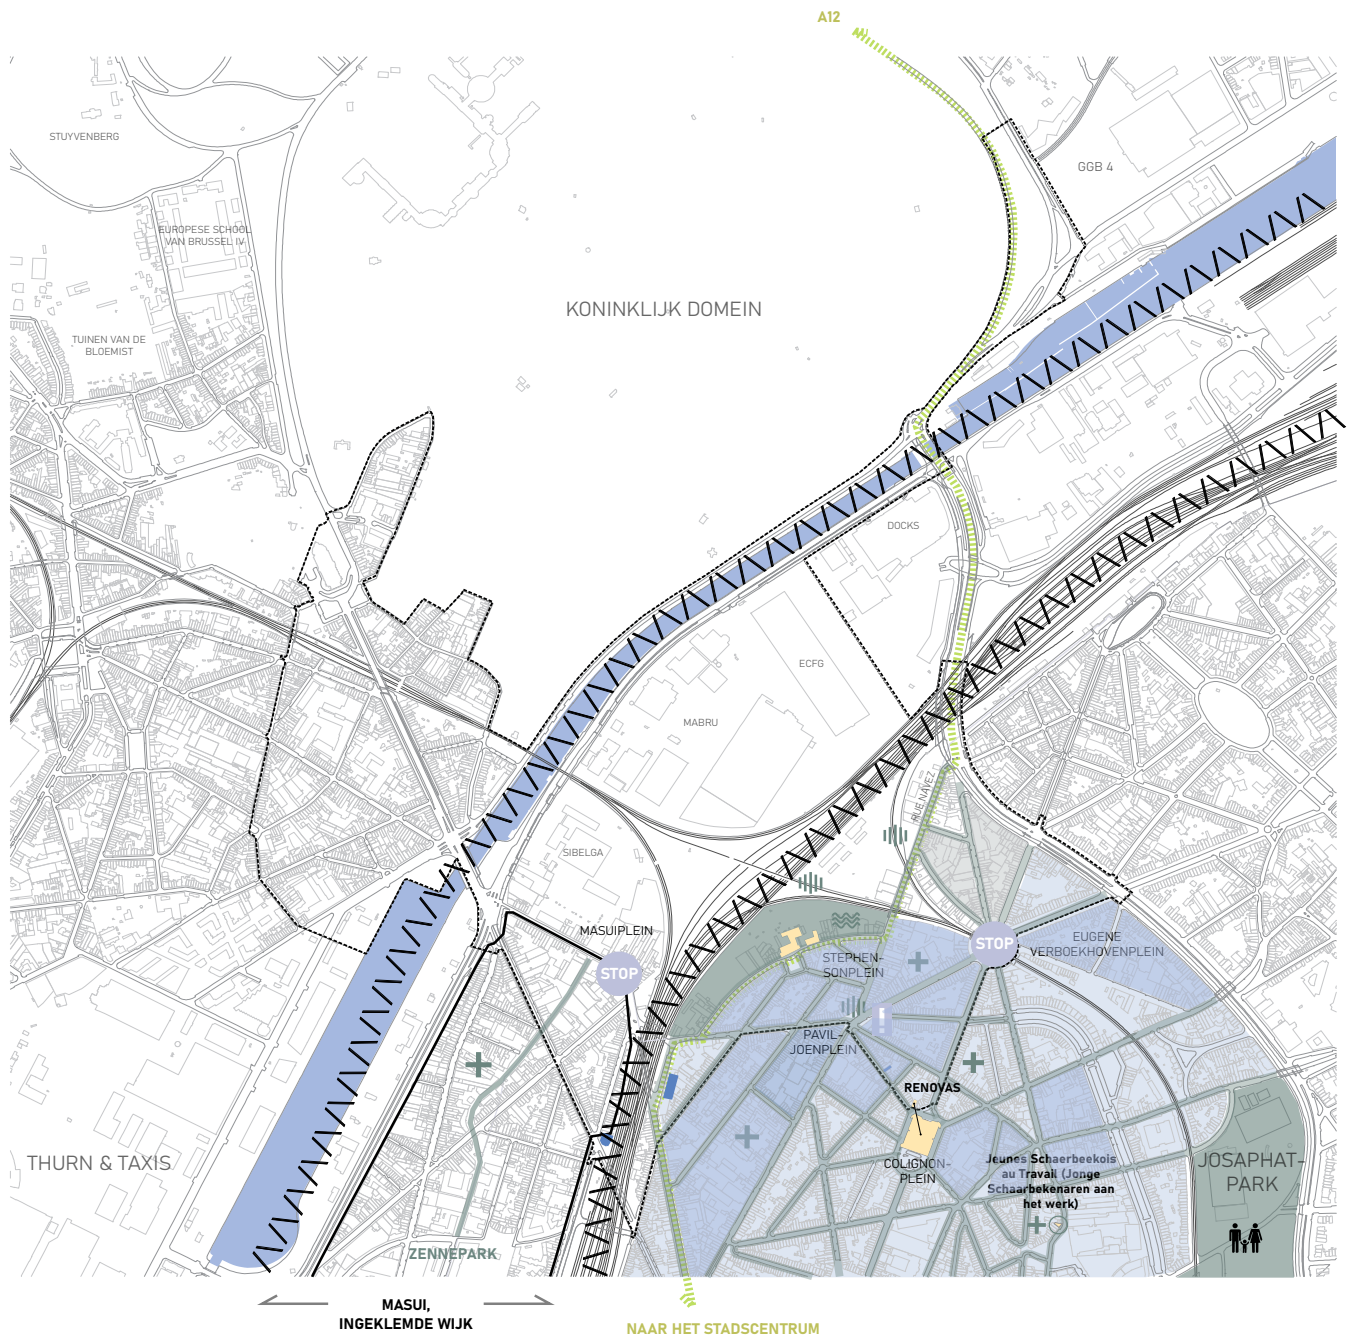 A12
STUYVENBERG
GGB 4
EUROPESE SCHOOL
VAN BRUSSEL IV
KONINKLIJK DOMEIN
TUINEN VAN DE
BLOEMIST
DOCKS
ECFG
MABRU
RUE NAVEZ
SIBELGA
MASUIPLEIN
STOP
STOP
EUGENE
VERBOEKHOVENPLEIN
STEPHEN-
SONPLEIN
PAVIL-
JOENPLEIN
RENOVAS
COLIGNON-
PLEIN
Jeunes Schaerbeekois
au Travail (Jonge
Schaarbekenaren aan
het werk)
JOSAPHAT-
PARK
THURN & TAXIS
ZENNEPARK
MASUI,
INGEKLEMDE WIJK
NAAR HET STADSCENTRUM